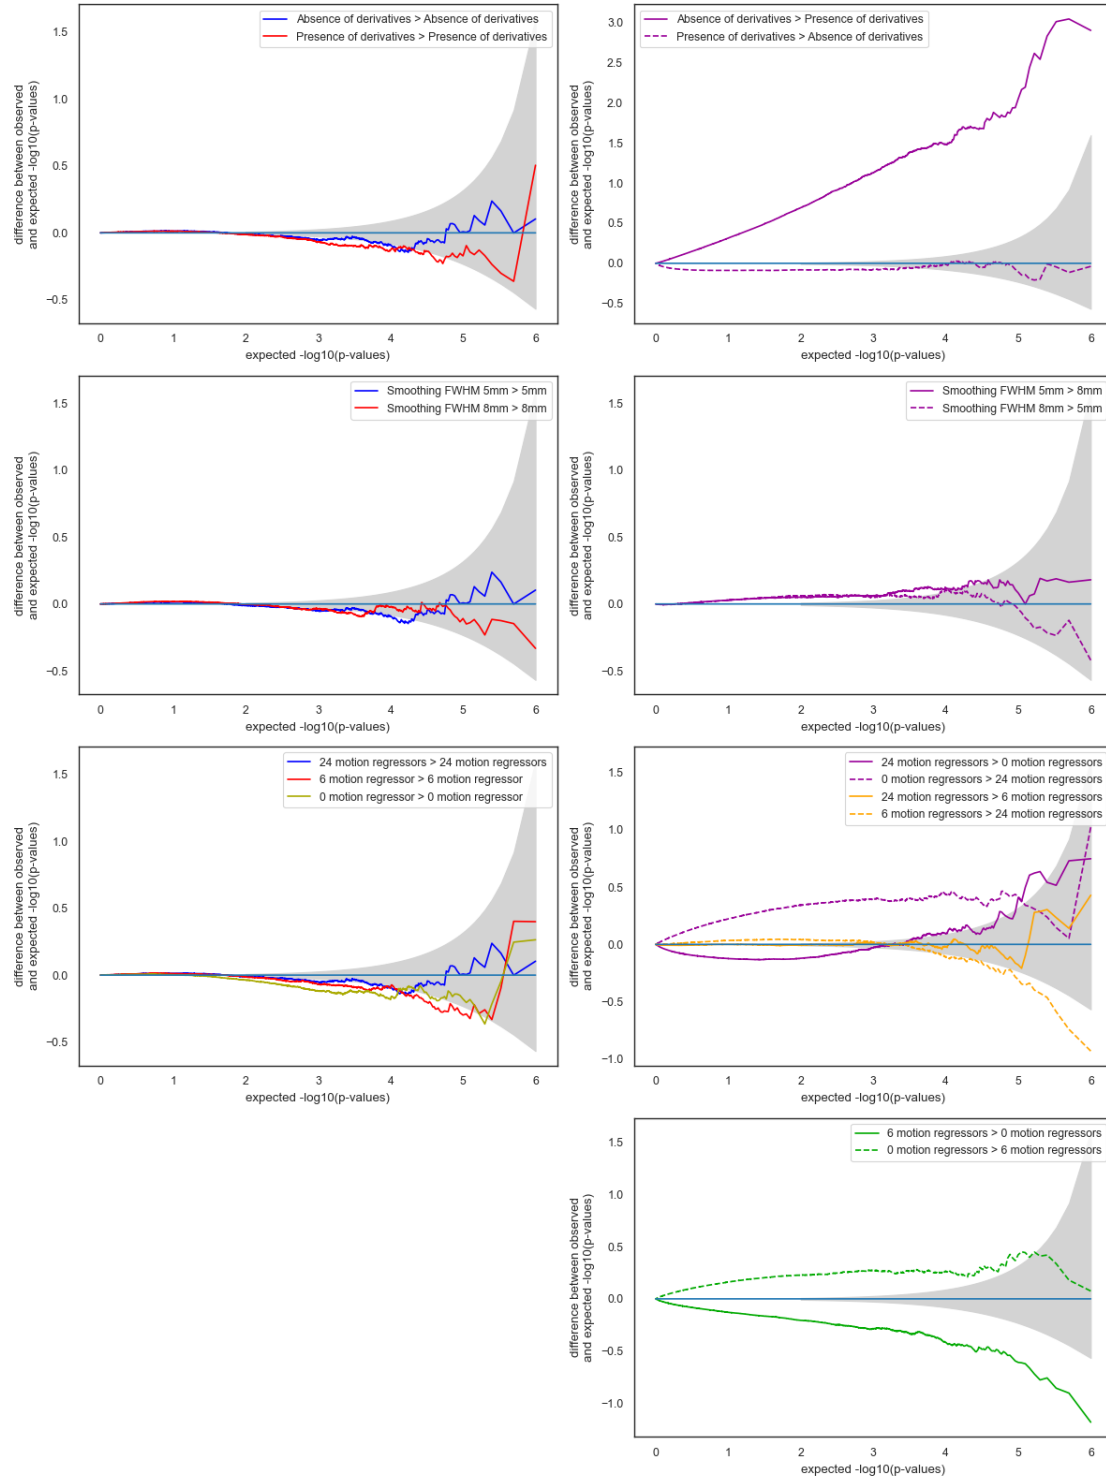 Absence of derivatives > Absence of derivatives
Presence of derivatives > Presence of derivatives
1.5
1.0
0.5
0.0
−0.5
difference between observed
and expected -log10(p-values)
0 1 2 3 4 5 6
expected -log10(p-values)
Absence of derivatives > Presence of derivatives
Presence of derivatives > Absence of derivatives
3.0
2.5
2.0
1.5
1.0
0.5
0.0
−0.5
difference between observed
and expected -log10(p-values)
0 1 2 3 4 5 6
expected -log10(p-values)
Smoothing FWHM 5mm > 5mm
Smoothing FWHM 8mm > 8mm
1.5
1.0
0.5
0.0
−0.5
difference between observed
and expected -log10(p-values)
0 1 2 3 4 5 6
expected -log10(p-values)
Smoothing FWHM 5mm > 8mm
Smoothing FWHM 8mm > 5mm
1.5
1.0
0.5
0.0
−0.5
difference between observed
and expected -log10(p-values)
0 1 2 3 4 5 6
expected -log10(p-values)
24 motion regressors > 24 motion regressors
6 motion regressor > 6 motion regressor
0 motion regressor > 0 motion regressor
1.5
1.0
0.5
0.0
−0.5
difference between observed
and expected -log10(p-values)
0 1 2 3 4 5 6
expected -log10(p-values)
24 motion regressors > 0 motion regressors
0 motion regressors > 24 motion regressors
24 motion regressors > 6 motion regressors
6 motion regressors > 24 motion regressors
1.5
1.0
0.5
0.0
−0.5
−1.0
difference between observed
and expected -log10(p-values)
0 1 2 3 4 5 6
expected -log10(p-values)
6 motion regressors > 0 motion regressors
0 motion regressors > 6 motion regressors
1.5
1.0
0.5
0.0
−0.5
−1.0
difference between observed
and expected -log10(p-values)
0 1 2 3 4 5 6
expected -log10(p-values)